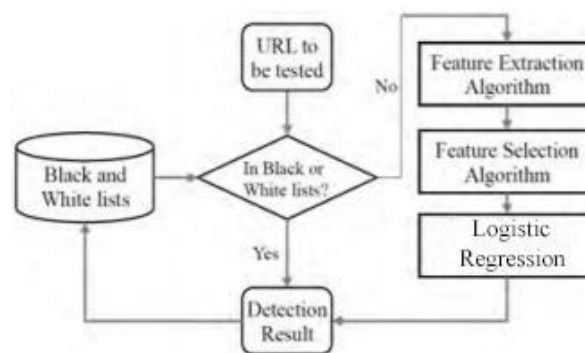 URL to
be tested
No
Feature Extraction
Algorithm
Black and
White lists
In Black or
White lists?
Feature Selection
Algorithm
Yes
Logistic
Regression
Detection
Result